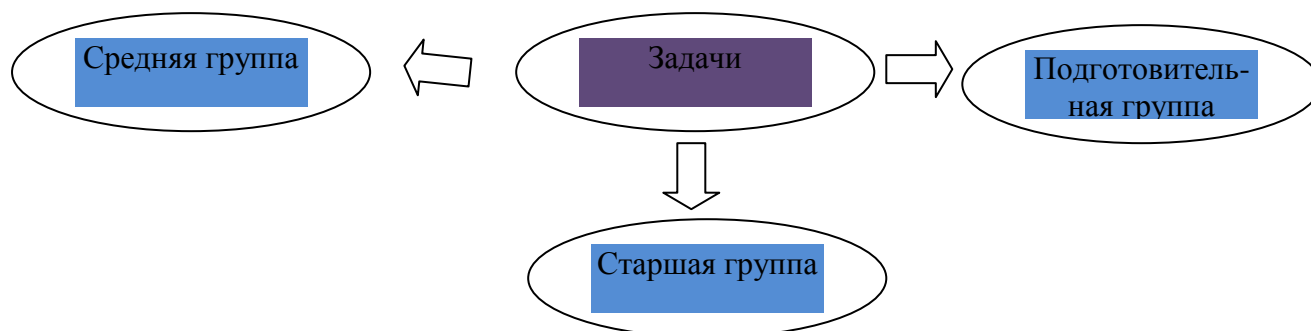 Средняя группа
Задачи
Подготовитель-
ная группа
Старшая группа